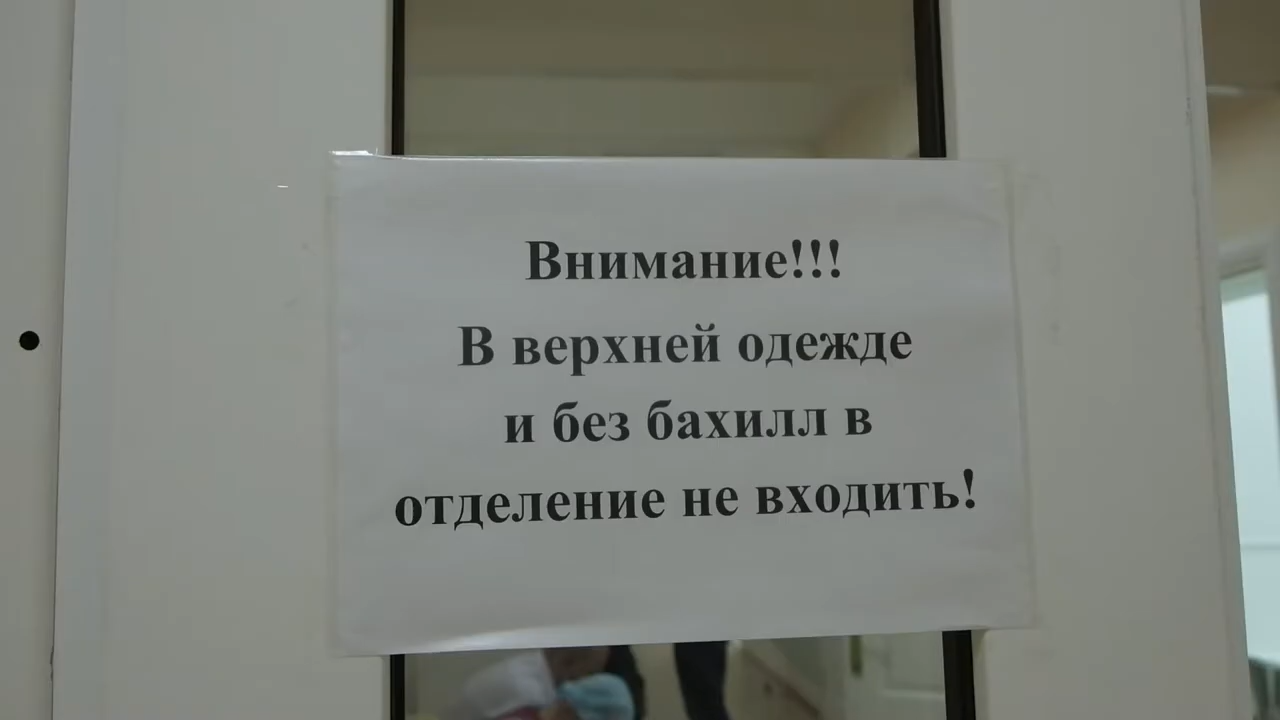 Внимание!!!
В верхней одежде
и без бахилл в
отделение не входить!